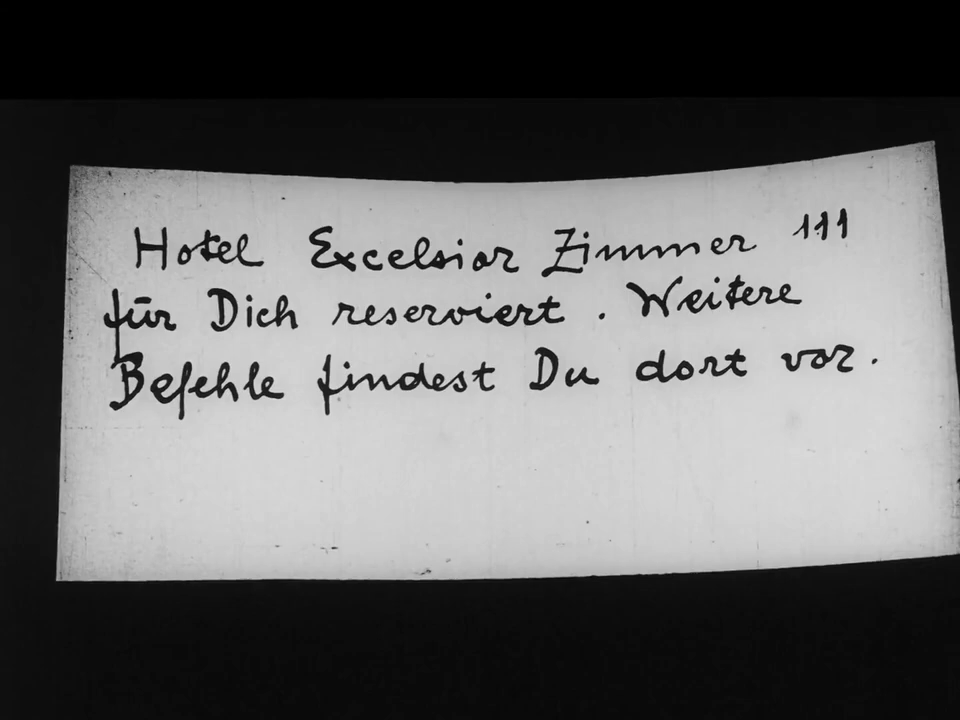 Hotel Excelsior Zimmer 111
für Dich reserviert. Weitere
Befehle findest Du dort vor.